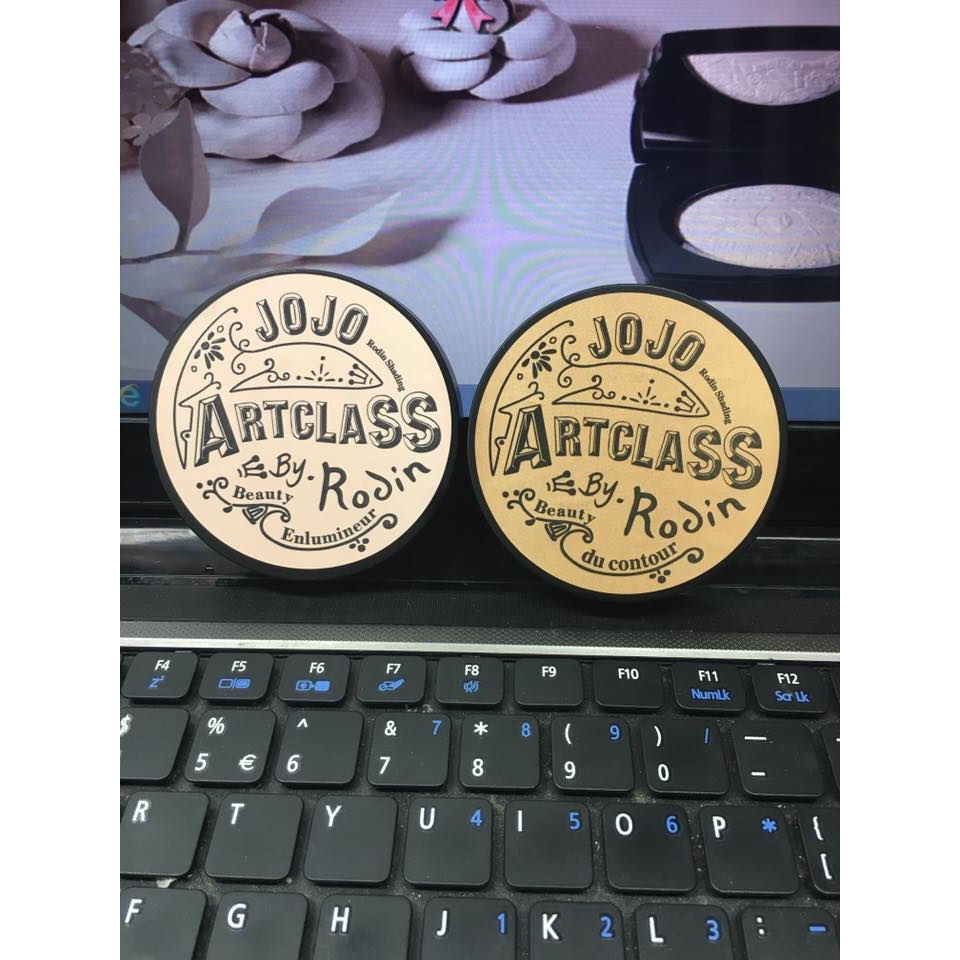 JOJO
Rodin Shading
ARTCLASS
By. Rodin
Beauty
Enlumineur
JOJO
Rodin Shading
ARTCLASS
By. Rodin
Beauty
du contour
F4 F5 F6 F7 F8 F9 F10 F11 F12
Zz NumLk Scr Lk
$ % ^ & 7 * 8 ( 9 ) / —
5 € 6 7 8 9 0 -
R T Y U 4 I 5 O 6 P * {
[
F G H J 1 K 2 L 3 : -